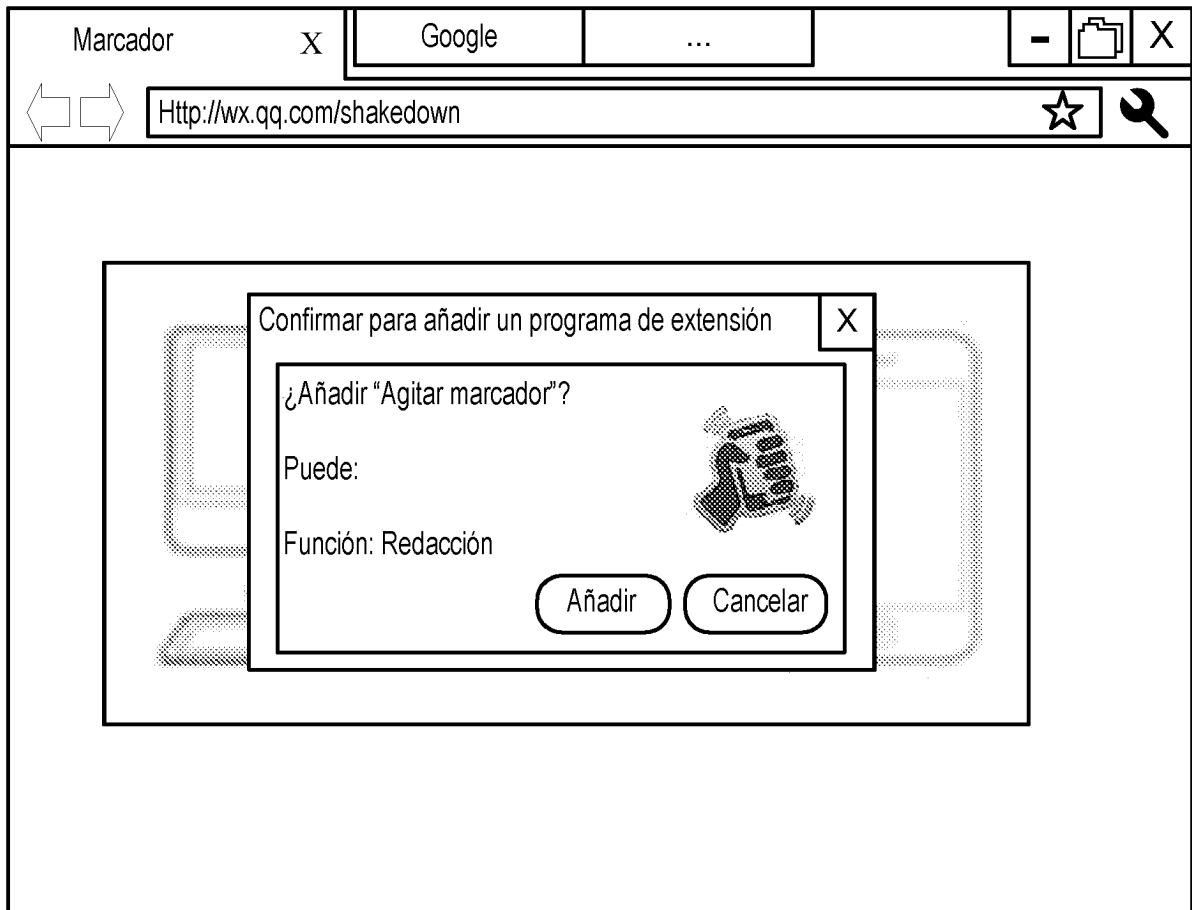 Marcador X Google ... - X
Http://wx.qq.com/shakedown
Confirmar para añadir un programa de extensión X
¿Añadir “Agitar marcador”?
Puede:
Función: Redacción
Añadir Cancelar